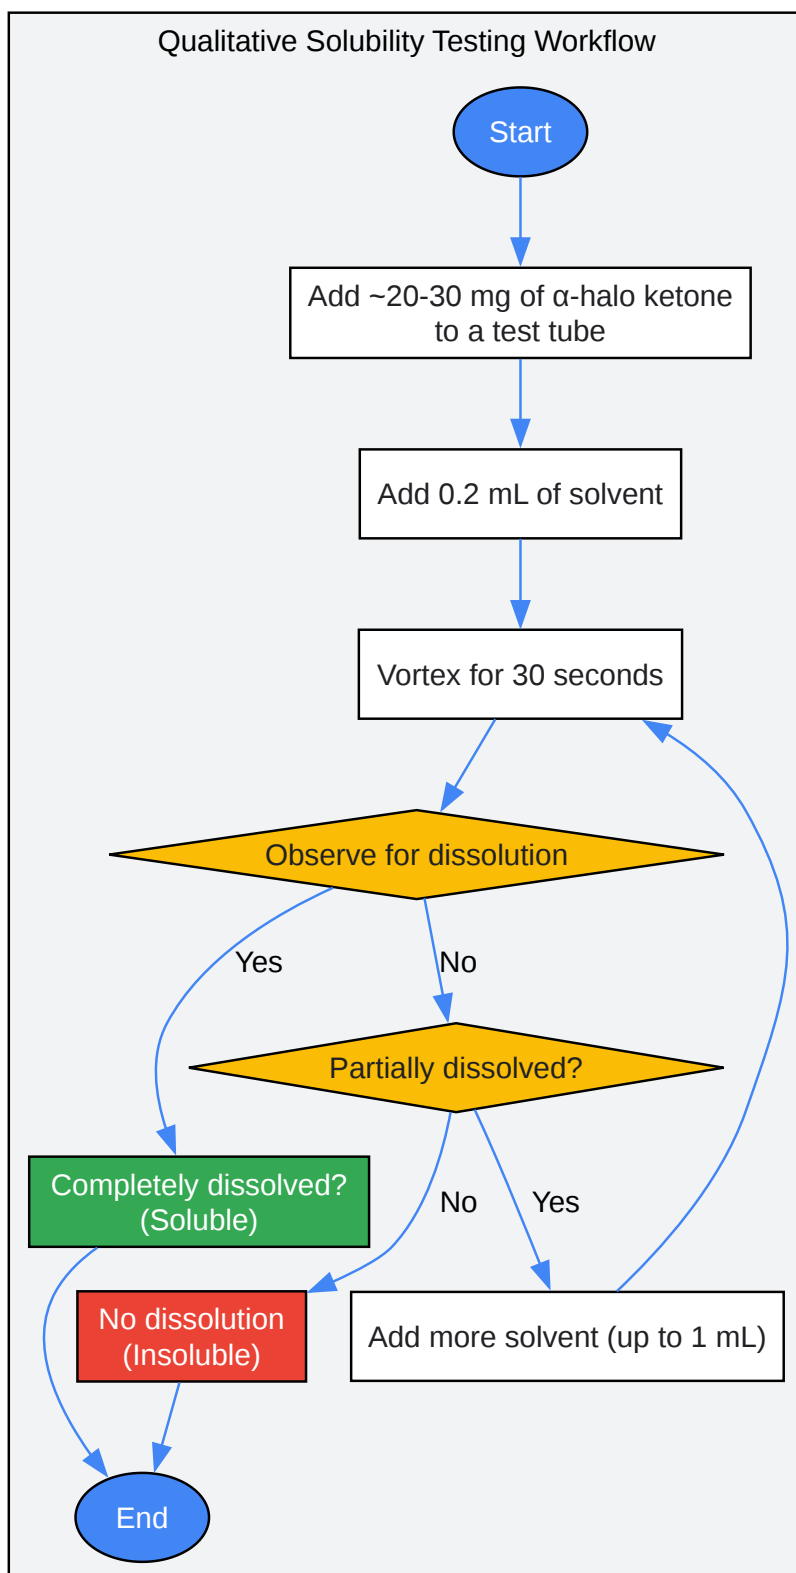 Qualitative Solubility Testing Workflow
Start
Add ~20-30 mg of α-halo ketone
to a test tube
Add 0.2 mL of solvent
Vortex for 30 seconds
Observe for dissolution
Yes
No
Partially dissolved?
Completely dissolved?
(Soluble)
No
Yes
No dissolution
(Insoluble)
Add more solvent (up to 1 mL)
End